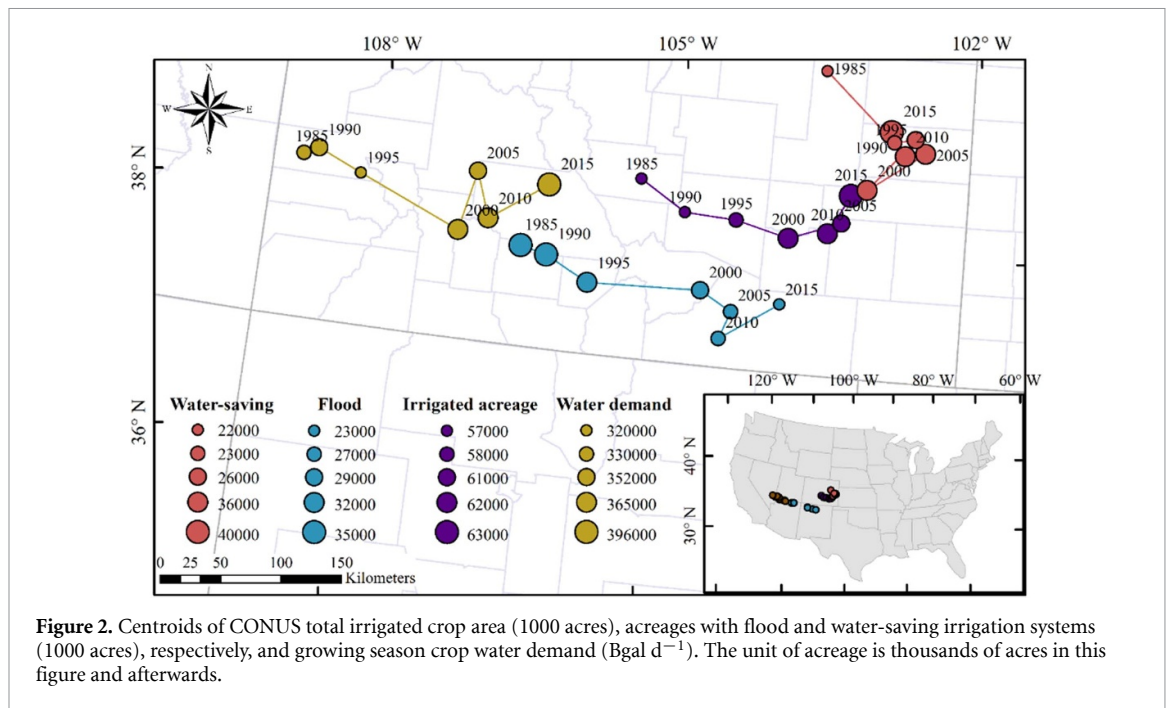 108° W 105° W 102° W
N
W E
S
38° N
36° N
1985
1990
1995
2000
2005
2010
2015
1985
1990
1995
2000
2005
2010
2015
1985
1990
1995
2000
2010
2005
2015
1985
2015
1995
2010
1990
2005
2000
120° W 100° W 80° W 60° W
40° N
30° N
Water-saving Flood Irrigated acreage Water demand
22000 23000 57000 320000
23000 27000 58000 330000
26000 29000 61000 352000
36000 32000 62000 365000
40000 35000 63000 396000
0 25 50 100 150
Kilometers
Figure 2. Centroids of CONUS total irrigated crop area (1000 acres), acreages with flood and water-saving irrigation systems
(1000 acres), respectively, and growing season crop water demand (Bgal d−1). The unit of acreage is thousands of acres in this
figure and afterwards.